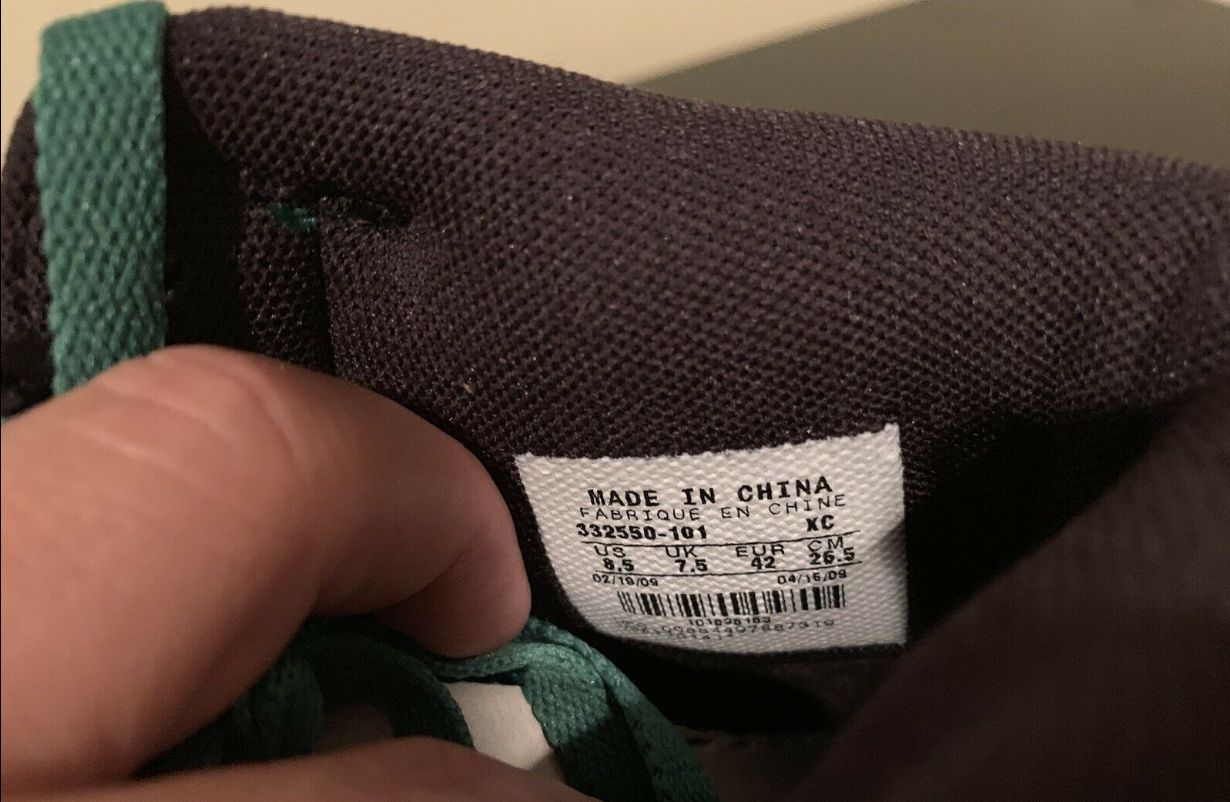 MADE IN CHINA
FABRIQUE EN CHINE
332550-101 XC
US UK EUR CM
8.5 7.5 42 26.5
02/19/09 04/15/09